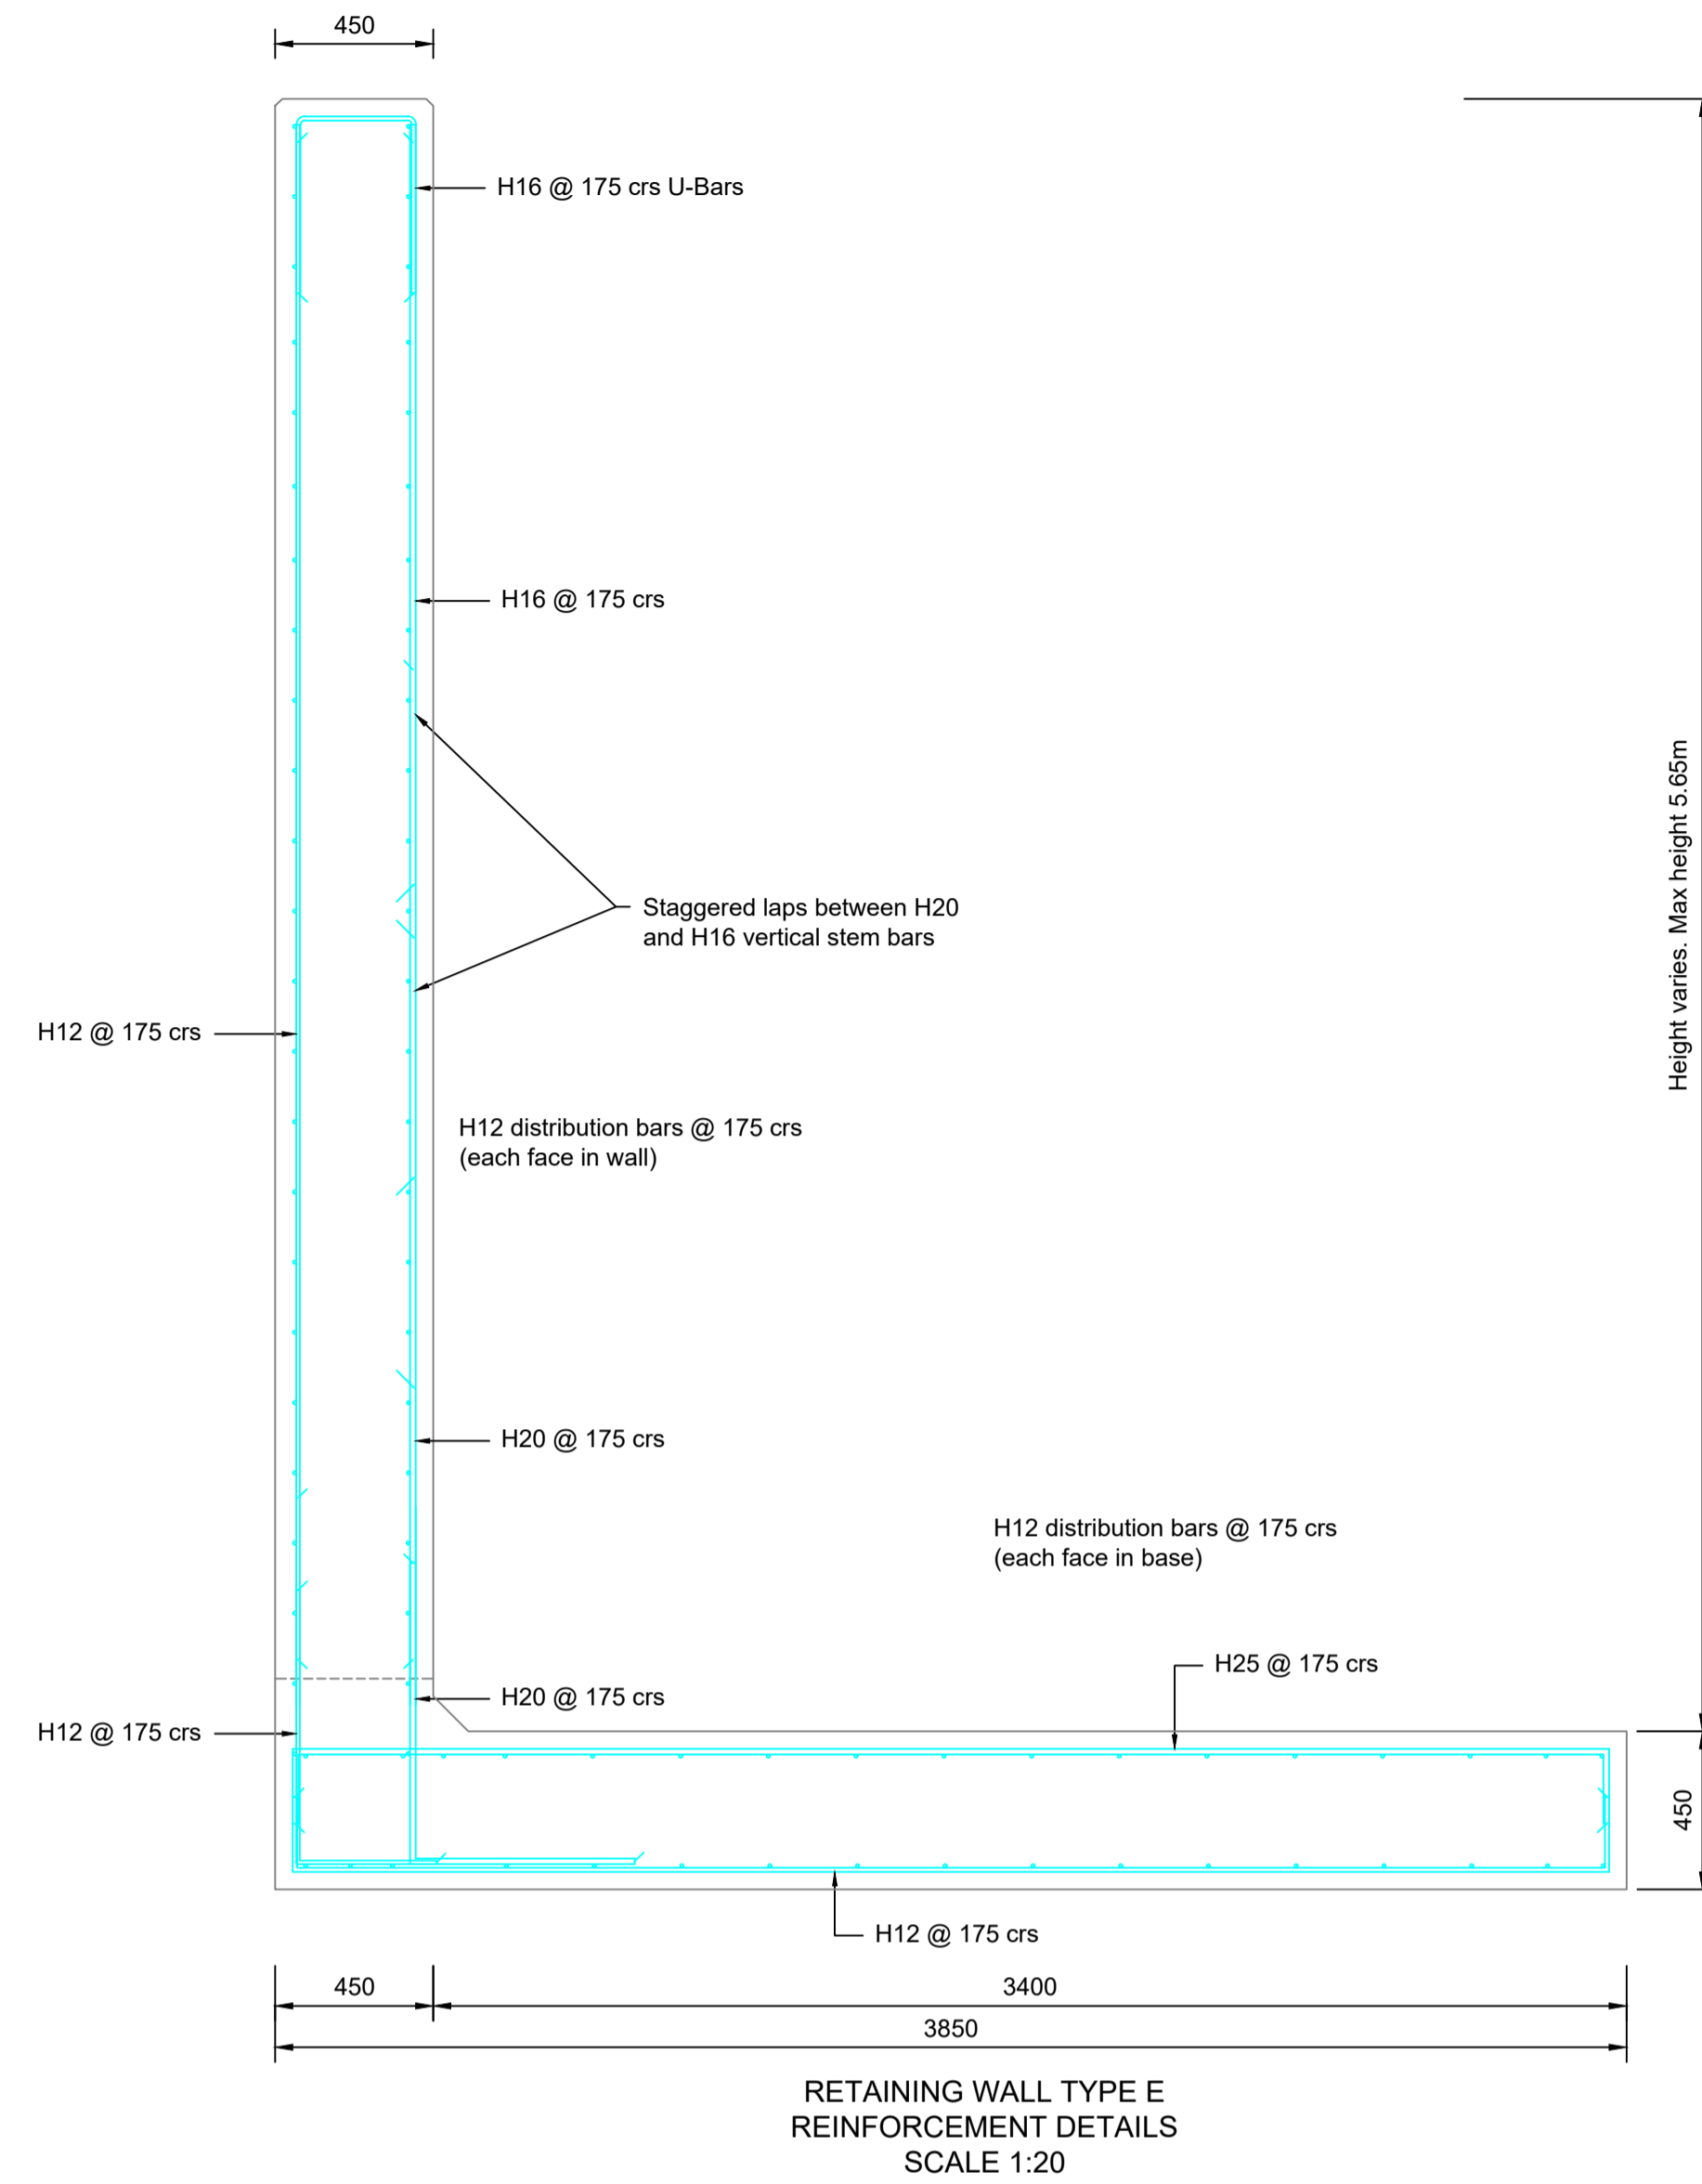 450
H16 @ 175 crs U-Bars
H16 @ 175 crs
Height varies. Max height 5.65m
Staggered laps between H20
and H16 vertical stem bars
H12 @ 175 crs
H12 distribution bars @ 175 crs
(each face in wall)
H20 @ 175 crs
H12 distribution bars @ 175 crs
(each face in base)
H25 @ 175 crs
H20 @ 175 crs
H12 @ 175 crs
450
H12 @ 175 crs
450
3400
3850
RETAINING WALL TYPE E
REINFORCEMENT DETAILS
SCALE 1:20